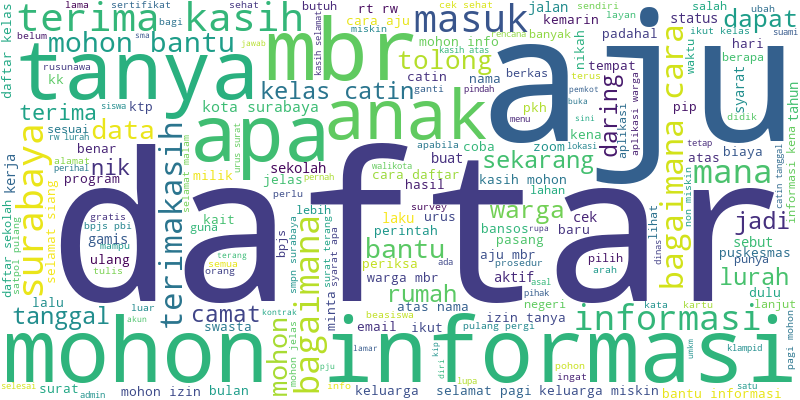 terima kasih
mbr
masuk
aju
tanya
mohon bantu
tolong
kelas catin
anak
apa
daftar
mohon
informasi
daftar kelas
lama
sertifikat
bagi
sehat
cek sehat
miskin
belum
sma
rusunawa
jawab
kk
butuh
rt rw
cara aju
kasih selamat
mohon info
kasih atas
rencana
banyak
jalan
kemarin
sendiri
layan
nikah
padahal
status
salah
ubah
ikut kelas
suami
dapat
waktu
hari
berapa
terima
siswa
ktp
kota surabaya
urus surat
catin
nama
ganti
pindah
berkas
tempat
terus
pemkot
buka
pkh
menu
sini
daring
aplikasi
aplikasi warga
pip
syarat
didik
tahun
informasi kena
surabaya
sesuai
rw lurah
data
benar
alamat
perihal
nik
program
terimakasih
selamat malam
milik
sekolah
pernah
jelas
walikota
apabila
buat
coba
zoom
kena
lokasi
sekarang
cara daftar
hasil
kasih mohon
lahan
tetap
atas
biaya
mana
bagaimana cara
non miskin
catin tanggal
daftar sekolah
kerja
satpol pulang
selamat siang
gratis
bpjs pbi
mampu
gamis
ulang
tulis
kait
guna
perlu
terang
semua
orang
bpjs
smpn surabaya
lebih
survey
surat terang
minta
syarat apa
bagaimana
laku
urus
perintah
bantu
periksa
bansos
rupa
pasang
warga
cek
baru
lihat
dinas
jadi
sebut
puskesmas
punya
lurah
dulu
lanjut
aju mbr
warga mbr
ada
aktif
prosedur
asal
pilih
arah
pihak
negeri
rumah
atas nama
izin tanya
kata
kartu
lalu
tanggal
luar
akun
camat
swasta
kontrak
beasiswa
email
ikut
pulang pergi
mohon jelas
pju
lamar
diri
kip
lupa
pohon
ingat
umkm
klampid
pagi mohon
selesai
surat
admin
mohon izin
bulan
info
keluarga
selamat pagi
keluarga miskin
satu
bantu informasi